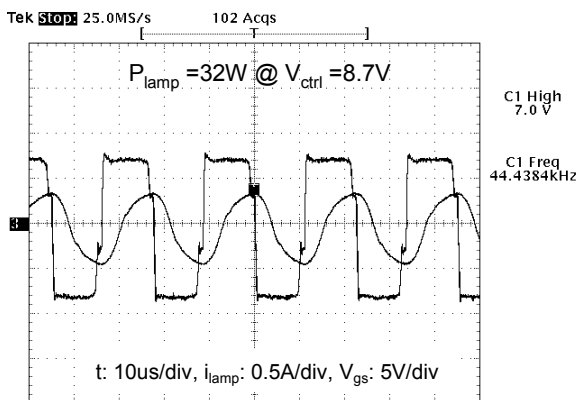 Tek Stop: 25.0MS/s 102 Acqs
P_lamp =32W @ V_ctrl =8.7V
C1 High
7.0 V
C1 Freq
44.4384kHz
3
t: 10us/div, i_lamp: 0.5A/div, V_gs: 5V/div